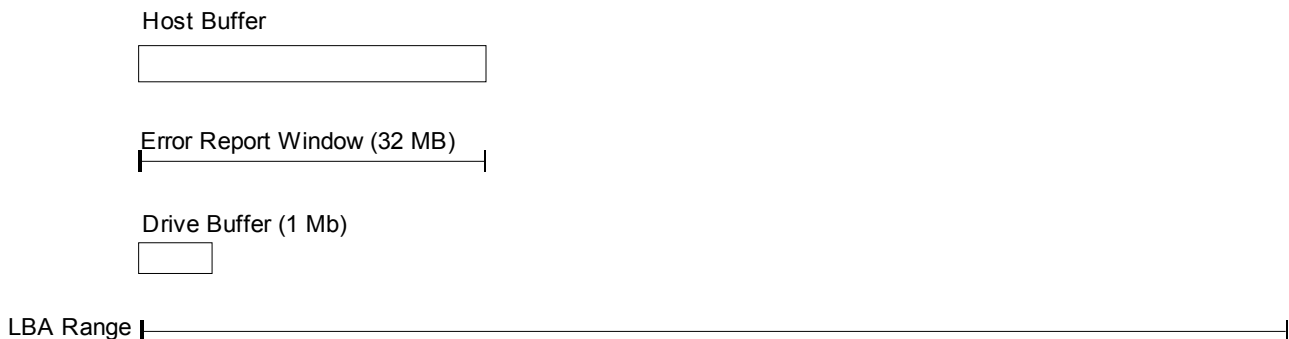 Host Buffer
Error Report Window (32 MB)
Drive Buffer (1 Mb)
LBA Range